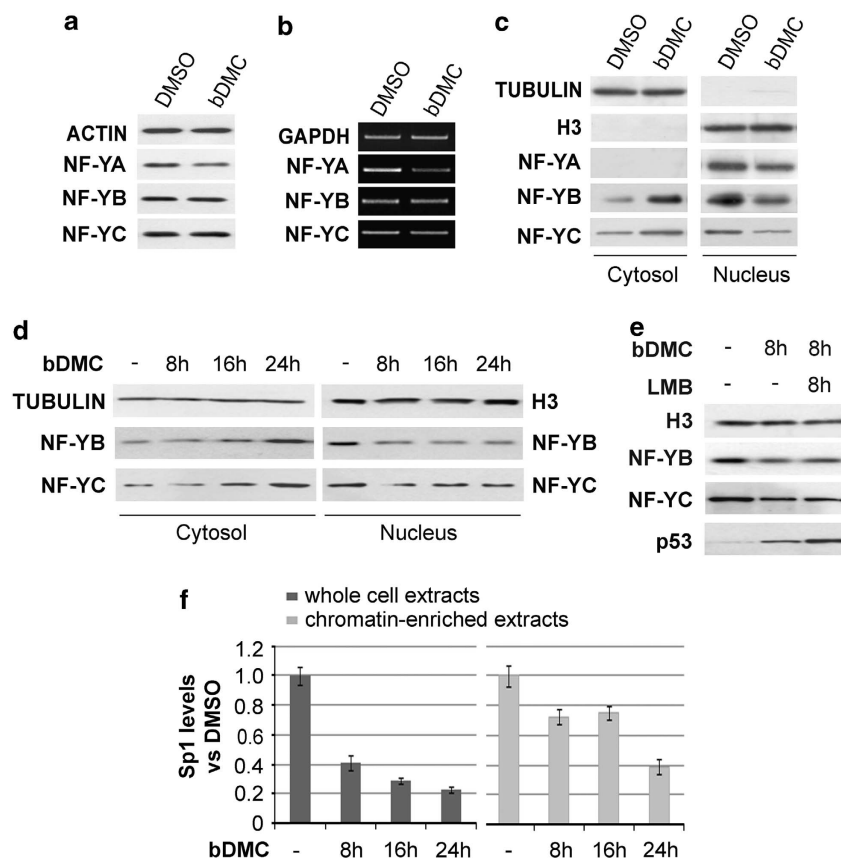 a
DMSO
bDMC
ACTIN
NF-YA
NF-YB
NF-YC
b
DMSO
bDMC
GAPDH
NF-YA
NF-YB
NF-YC
c
DMSO
bDMC
DMSO
bDMC
TUBULIN
H3
NF-YA
NF-YB
NF-YC
Cytosol
Nucleus
d
bDMC - 8h 16h 24h - 8h 16h 24h
TUBULIN H3
NF-YB NF-YB
NF-YC NF-YC
Cytosol
Nucleus
e
bDMC - 8h 8h
LMB - - 8h
H3
NF-YB
NF-YC
p53
f
whole cell extracts
chromatin-enriched extracts
Sp1 levels
vs DMSO
1.2
1.0
0.8
0.6
0.4
0.2
0
bDMC - 8h 16h 24h - 8h 16h 24h